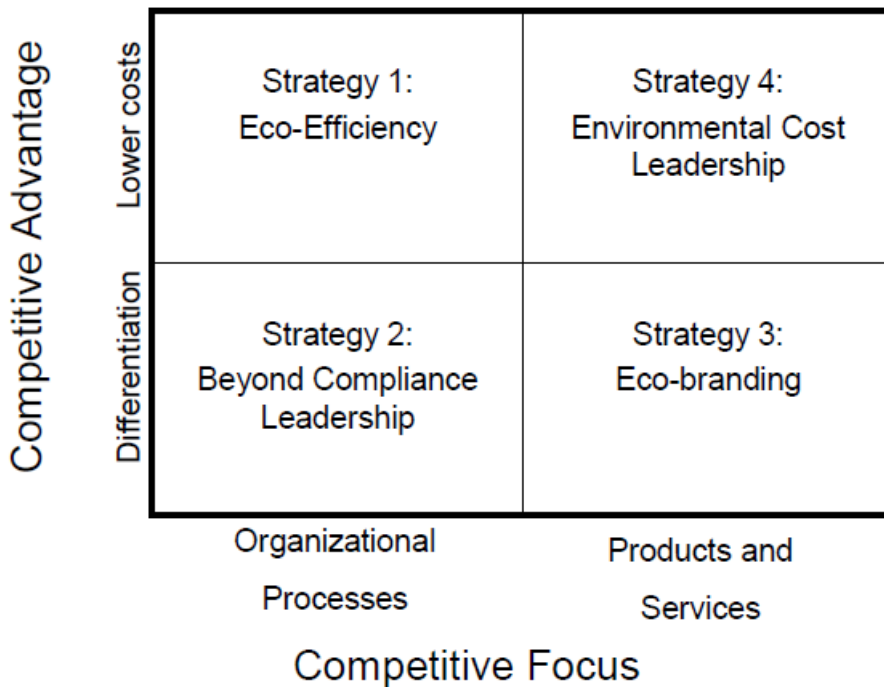 Competitive Advantage
Lower costs
Differentiation
Strategy 1:
Eco-Efficiency
Strategy 4:
Environmental Cost
Leadership
Strategy 2:
Beyond Compliance
Leadership
Strategy 3:
Eco-branding
Organizational
Processes
Products and
Services
Competitive Focus